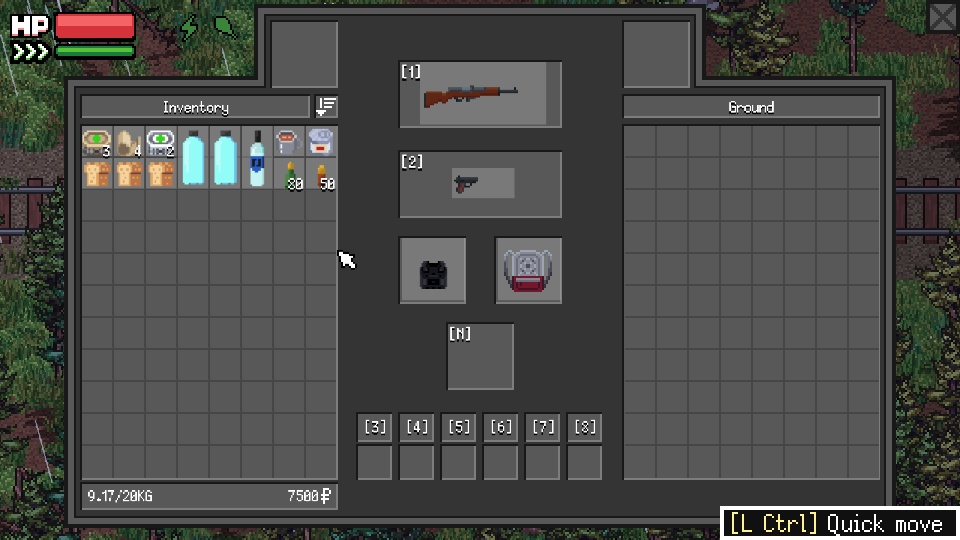 HP
[1]
Inventory
Ground
3
4
2
[2]
80
50
[N]
[3] [4] [5] [6] [7] [8]
9.17/20KG
7500₽
[L Ctrl] Quick move